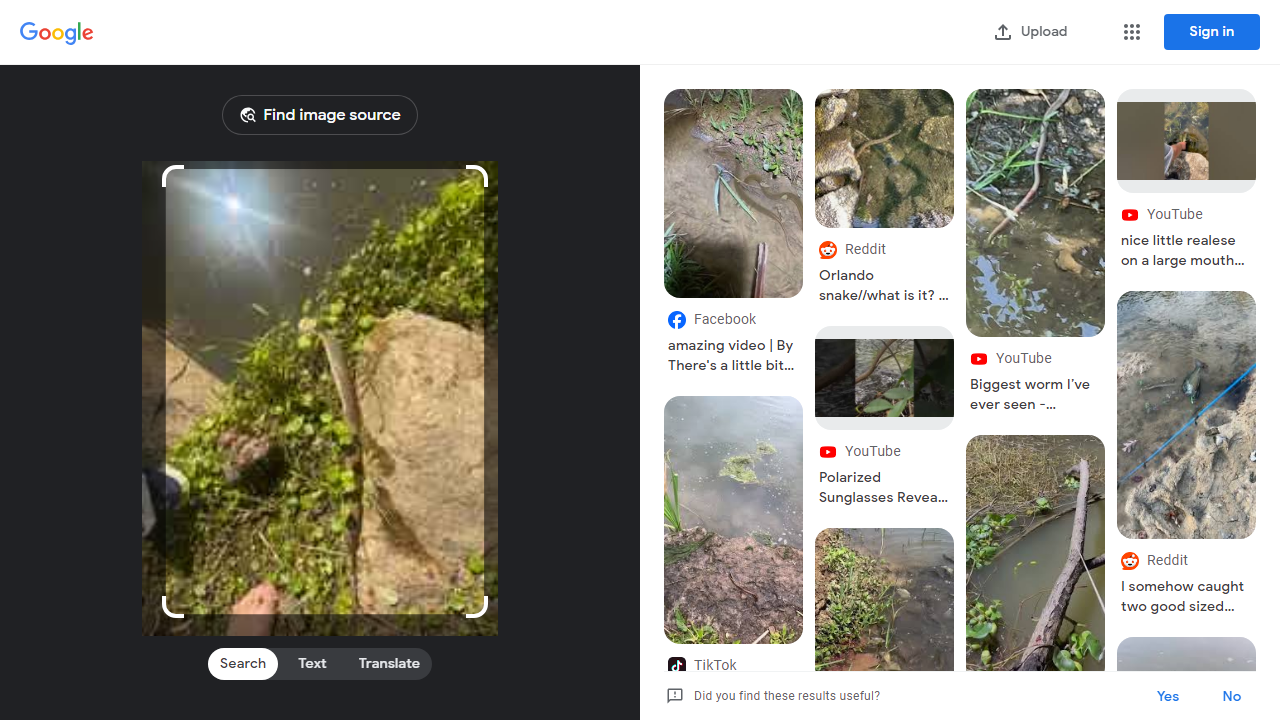 Google
Upload
Sign in
Find image source
Search
Text
Translate
Facebook
amazing video | By
There's a little bit...
TikTok
Reddit
Orlando
snake//what is it? ...
YouTube
Polarized
Sunglasses Revea...
YouTube
Biggest worm I've
ever seen -...
YouTube
nice little realese
on a large mouth...
Reddit
I somehow caught
two good sized...
Did you find these results useful?
Yes
No